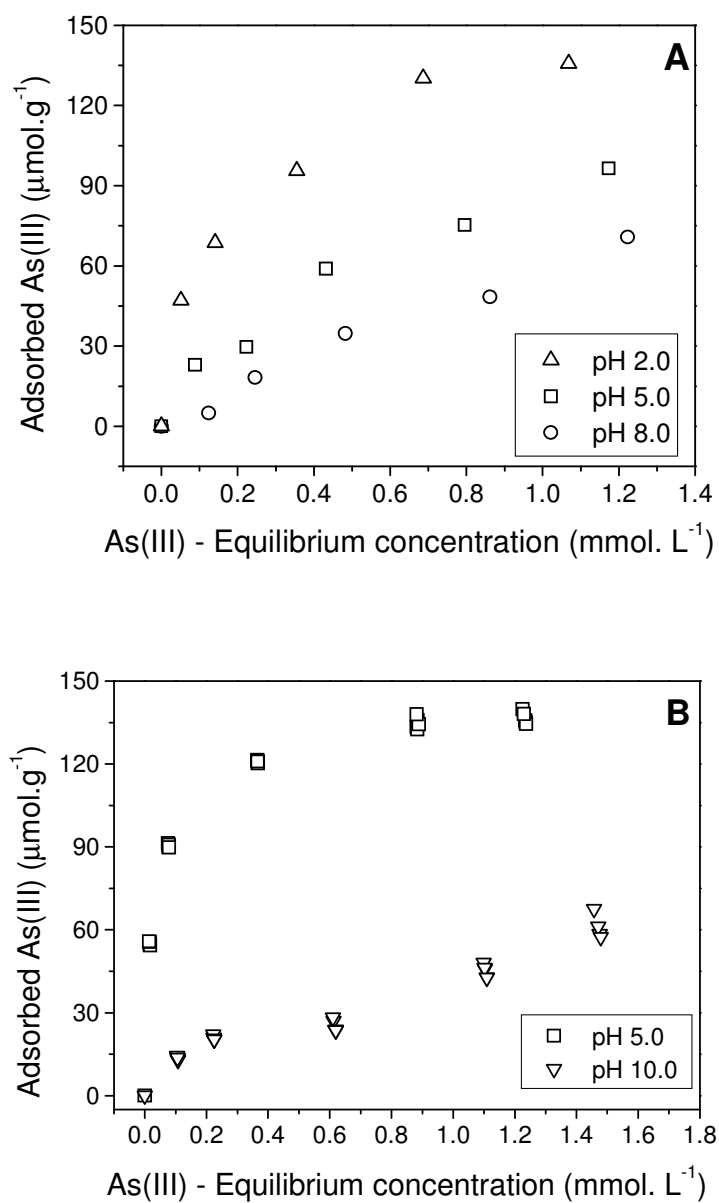 A
150
120
90
60
30
0
Adsorbed As(III) (μmol.g⁻¹)
pH 2.0
pH 5.0
pH 8.0
0.0 0.2 0.4 0.6 0.8 1.0 1.2 1.4
As(III) - Equilibrium concentration (mmol. L⁻¹)
B
150
120
90
60
30
0
Adsorbed As(III) (μmol.g⁻¹)
pH 5.0
pH 10.0
0.0 0.2 0.4 0.6 0.8 1.0 1.2 1.4 1.6 1.8
As(III) - Equilibrium concentration (mmol. L⁻¹)